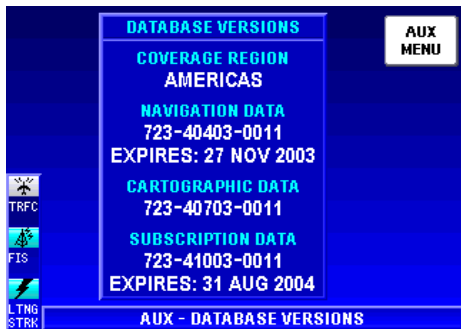 DATABASE VERSIONS
COVERAGE REGION
AMERICAS
NAVIGATION DATA
723-40403-0011
EXPIRES: 27 NOV 2003
CARTOGRAPHIC DATA
723-40703-0011
SUBSCRIPTION DATA
723-41003-0011
EXPIRES: 31 AUG 2004
AUX
MENU
TRFC
FIS
LTNG
STRK
AUX - DATABASE VERSIONS